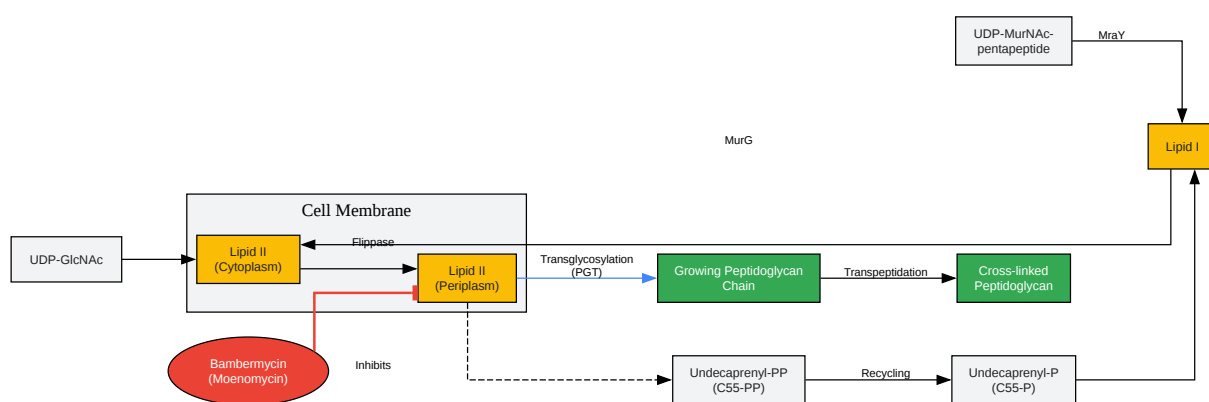 UDP-MurNAc-
pentapeptide
MraY
MurG
Lipid I
Cell Membrane
UDP-GlcNAc
Lipid II
(Cytoplasm)
Flippase
Lipid II
(Periplasm)
Transglycosylation
(PGT)
Growing Peptidoglycan
Chain
Transpeptidation
Cross-linked
Peptidoglycan
Bambermycin
(Moenomycin)
Inhibits
Undecaprenyl-PP
(C55-PP)
Recycling
Undecaprenyl-P
(C55-P)